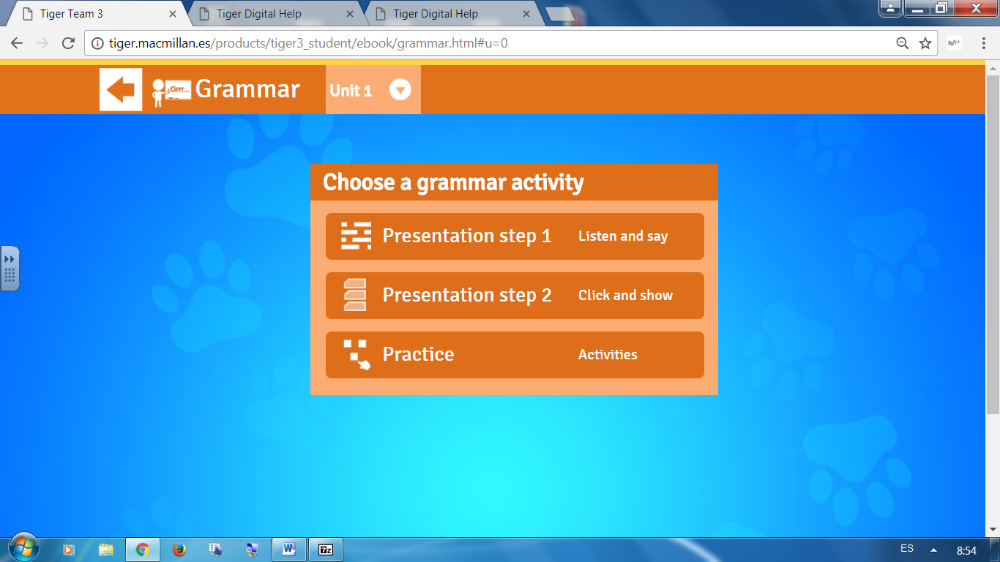 Tiger Team 3
Tiger Digital Help
Tiger Digital Help
tiger.macmillan.es/products/tiger3_student/ebook/grammar.html#u=0
M+
Grrr...
Grammar
Unit 1
Choose a grammar activity
Presentation step 1 Listen and say
Presentation step 2 Click and show
Practice Activities
W
7z
ES
8:54